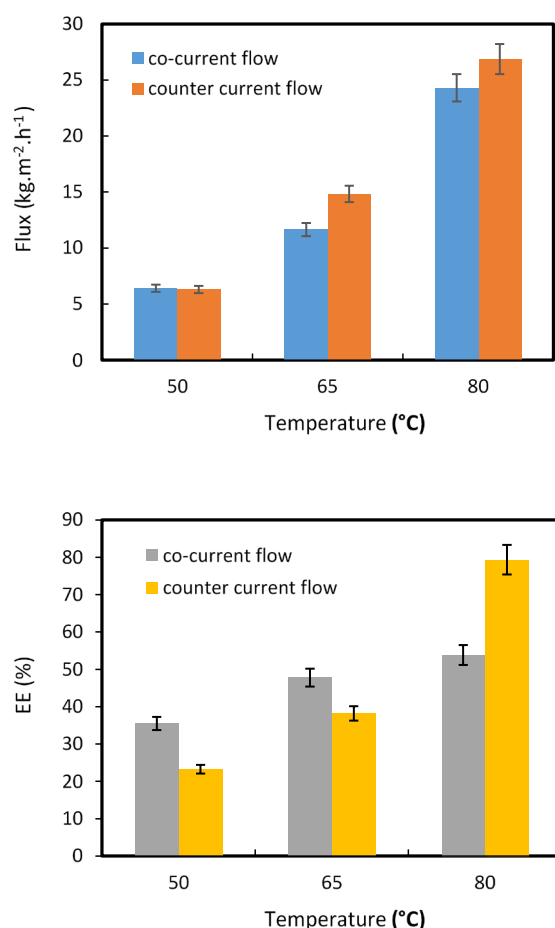 30
25
20
15
10
5
0
Flux (kg.m⁻².h⁻¹)
co-current flow
counter current flow
50 65 80
Temperature (°C)
90
80
70
60
50
40
30
20
10
0
EE (%)
co-current flow
counter current flow
50 65 80
Temperature (°C)